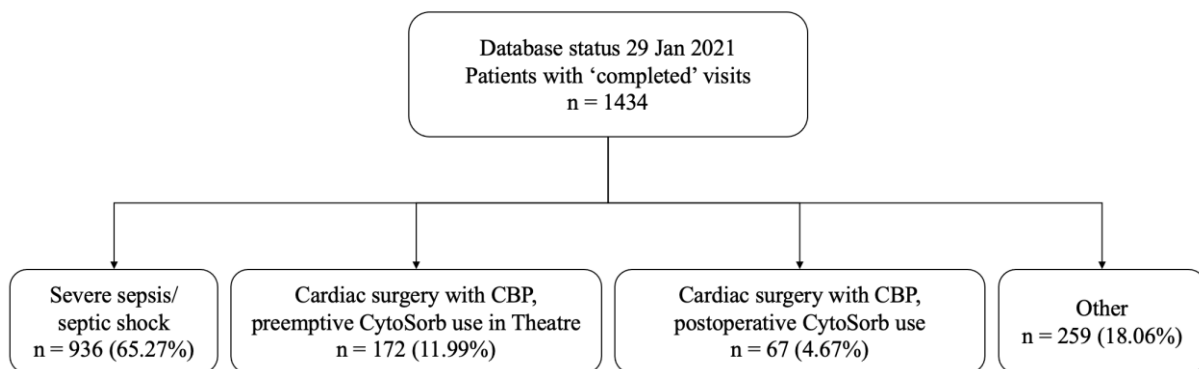 Database status 29 Jan 2021
Patients with ‘completed’ visits
n = 1434
Severe sepsis/
septic shock
n = 936 (65.27%)
Cardiac surgery with CBP,
preemptive CytoSorb use in Theatre
n = 172 (11.99%)
Cardiac surgery with CBP,
postoperative CytoSorb use
n = 67 (4.67%)
Other
n = 259 (18.06%)